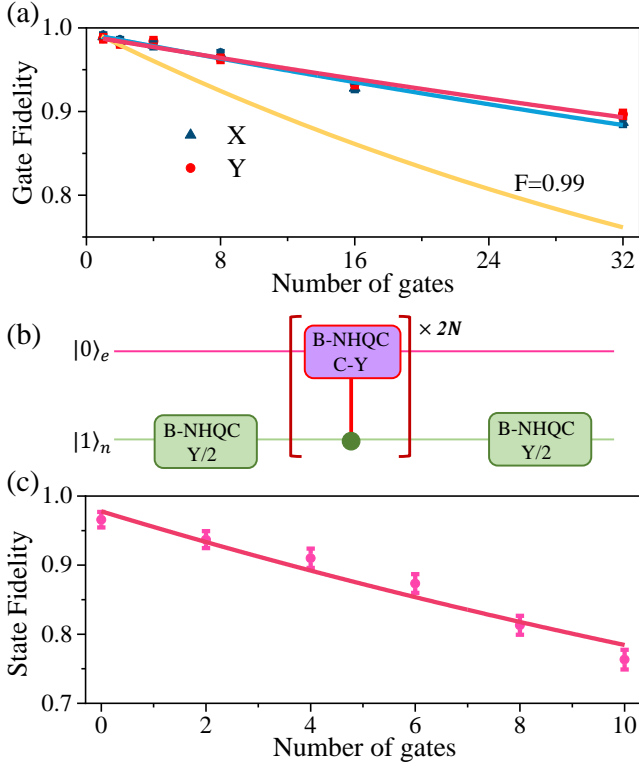 (a)
1.0
0.9
0.8
Gate Fidelity
X
Y
F=0.99
0 8 16 24 32
Number of gates
(b)
|0⟩e
B-NHQC
C-Y
× 2N
|1⟩n
B-NHQC
Y/2
B-NHQC
Y/2
(c)
1.0
0.9
0.8
0.7
State Fidelity
0 2 4 6 8 10
Number of gates